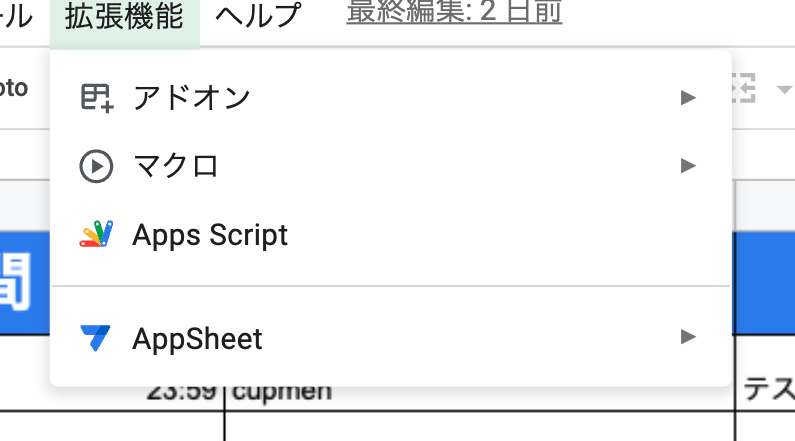 ール 拡張機能 ヘルプ 最終編集: 2 日前
oto
アドオン
マクロ
Apps Script
間
AppSheet
23:59 cupmen テス